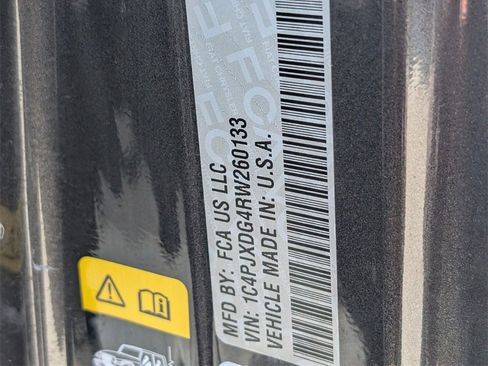 MFD BY: FCA US LLC
VIN: 1C4PJXDG4RW260133
VEHICLE MADE IN: U.S.A.